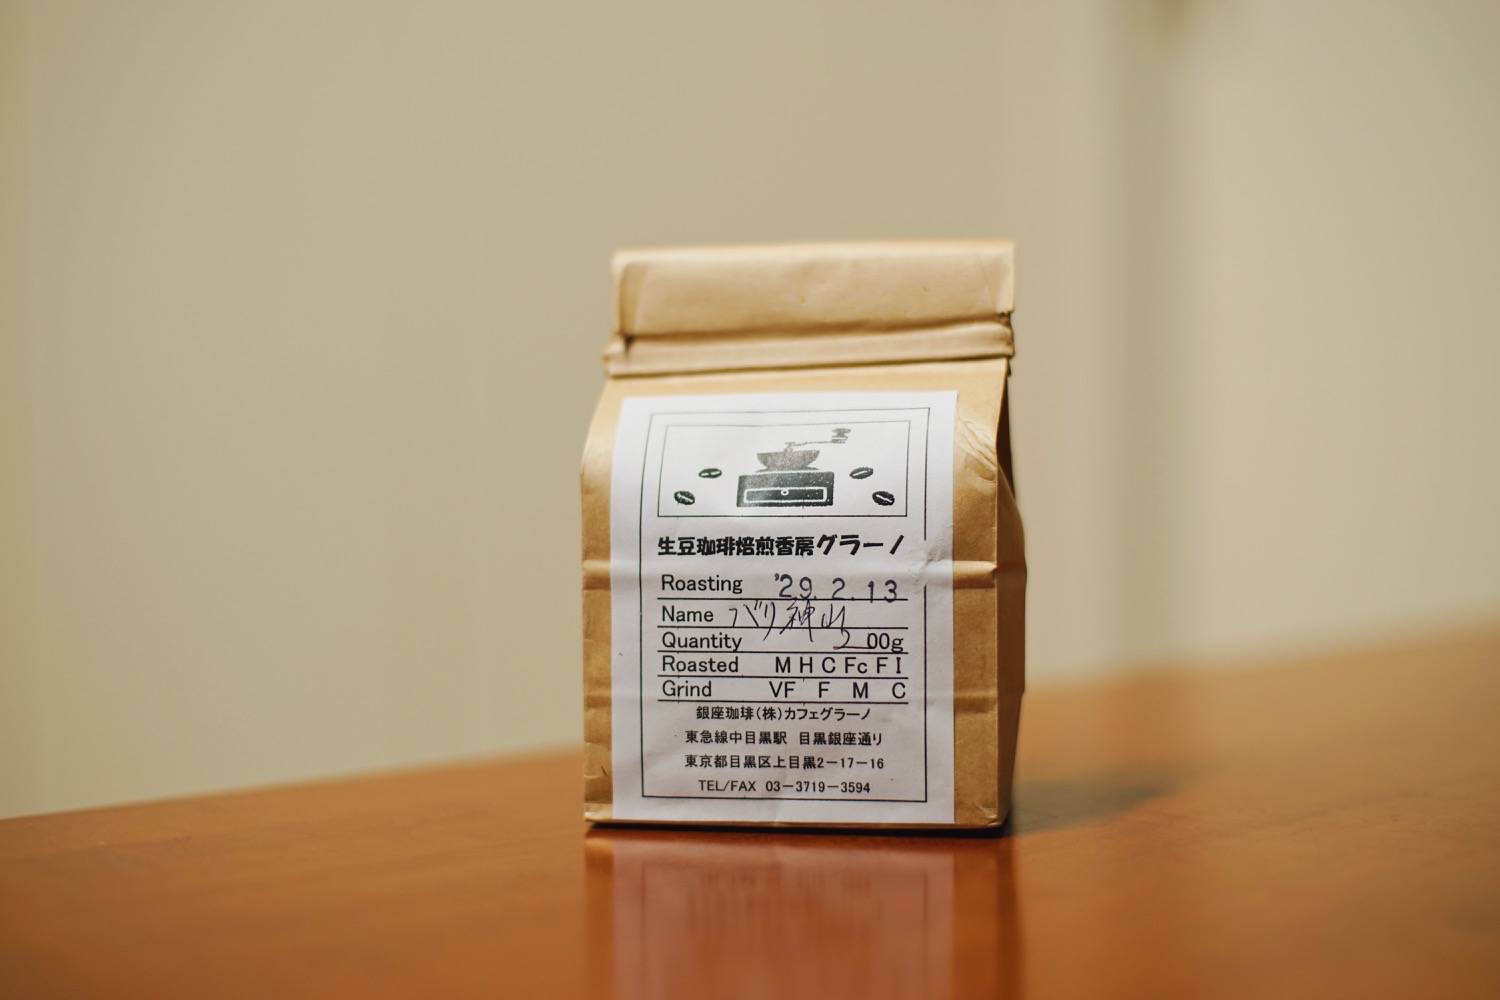 生豆珈琲焙煎香房グラーノ
Roasting '29. 2. 13
Name バリ神山
Quantity 200g
Roasted M H C Fc F I
Grind VF F M C
銀座珈琲(株)カフェグラーノ
東急線中目黒駅 目黒銀座通り
東京都目黒区上目黒2－17－16
TEL/FAX 03－3719－3594